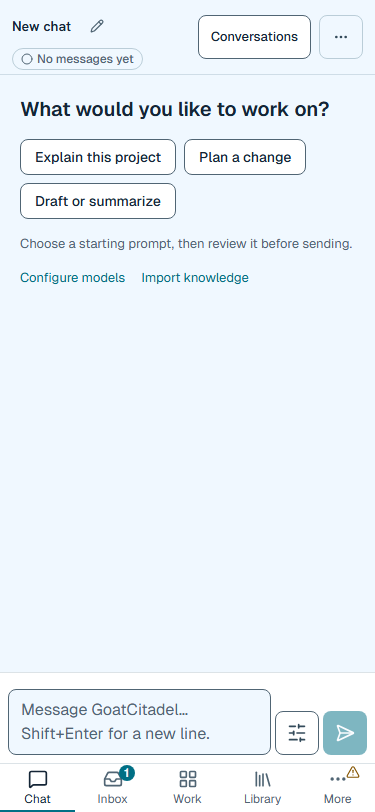 New chat
Conversations
...
No messages yet
What would you like to work on?
Explain this project
Plan a change
Draft or summarize
Choose a starting prompt, then review it before sending.
Configure models
Import knowledge
Message GoatCitadel…
Shift+Enter for a new line.
1
Chat
Inbox
Work
Library
More